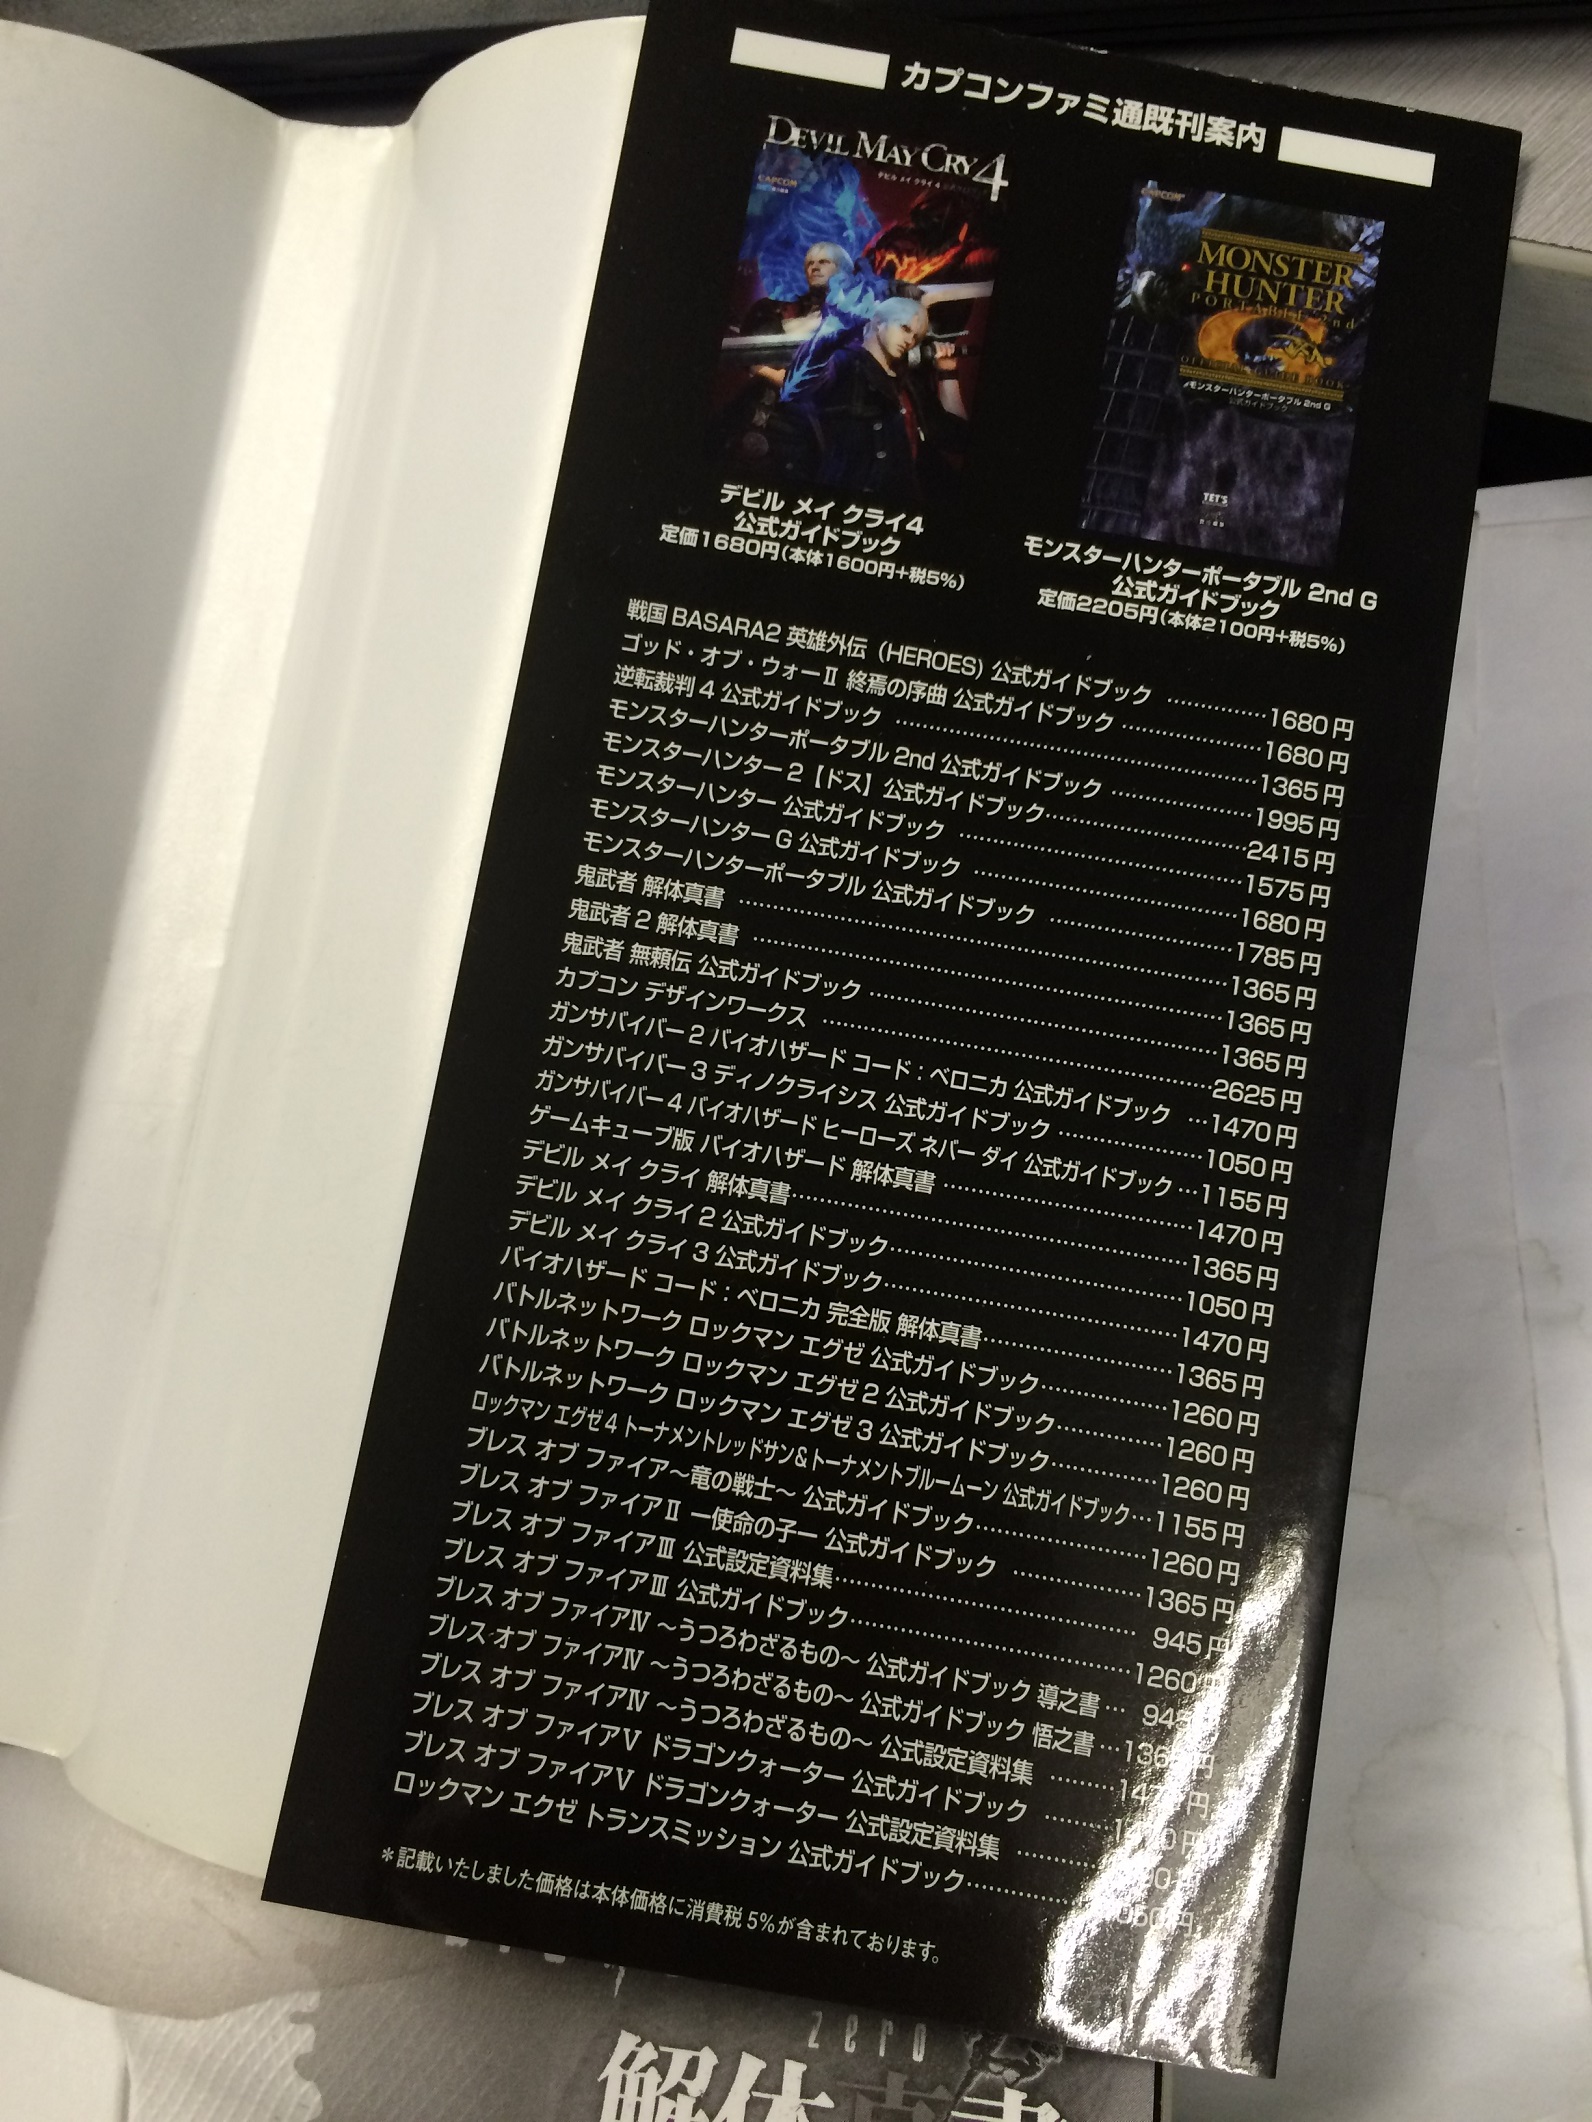 カプコンファミ通既刊案内
DEVIL MAY CRY 4
デビル メイ クライ 4
CAPCOM
CAPCOM
MONSTER
HUNTER
PORTABLE 2nd
G
OFFICIAL GUIDE BOOK
モンスターハンターポータブル 2nd G
公式ガイドブック
デビル メイ クライ4
公式ガイドブック
定価1680円(本体1600円+税5%)
モンスターハンターポータブル 2nd G
公式ガイドブック
定価2205円(本体2100円+税5%)
戦国 BASARA2 英雄外伝（HEROES）公式ガイドブック ……………1680円
ゴッド・オブ・ウォーⅡ 終焉の序曲 公式ガイドブック ……………1680円
逆転裁判4 公式ガイドブック ……………1365円
モンスターハンターポータブル 2nd 公式ガイドブック ……………1995円
モンスターハンター2【ドス】公式ガイドブック……………2415円
モンスターハンター 公式ガイドブック ……………1575円
モンスターハンターG 公式ガイドブック ……………1680円
モンスターハンターポータブル 公式ガイドブック ……………1785円
鬼武者 解体真書 ……………1365円
鬼武者2 解体真書 ……………1365円
鬼武者 無頼伝 公式ガイドブック ……………1365円
カプコン デザインワークス ……………2625円
ガンサバイバー2 バイオハザード コード：ベロニカ 公式ガイドブック …1470円
ガンサバイバー3 ディノクライシス 公式ガイドブック ……………1050円
ガンサバイバー4 バイオハザード ヒーローズ ネバー ダイ 公式ガイドブック …1155円
ゲームキューブ版 バイオハザード 解体真書 ……………1470円
デビル メイ クライ 解体真書……………1365円
デビル メイ クライ2 公式ガイドブック……………1050円
デビル メイ クライ3 公式ガイドブック……………1470円
バイオハザード コード：ベロニカ 完全版 解体真書……………1365円
バトルネットワーク ロックマン エグゼ 公式ガイドブック……………1260円
バトルネットワーク ロックマン エグゼ2 公式ガイドブック……………1260円
バトルネットワーク ロックマン エグゼ3 公式ガイドブック……………1260円
ロックマン エグゼ4 トーナメントレッドサン&トーナメントブルームーン 公式ガイドブック…1155円
ブレス オブ ファイア〜竜の戦士〜 公式ガイドブック……………1260円
ブレス オブ ファイアⅡ ー使命の子ー 公式ガイドブック ……………1365円
ブレス オブ ファイアⅢ 公式設定資料集…………… 945円
ブレス オブ ファイアⅢ 公式ガイドブック……………1260円
ブレス オブ ファイアⅣ 〜うつろわざるもの〜 公式ガイドブック 導之書 …
ブレス オブ ファイアⅣ 〜うつろわざるもの〜 公式ガイドブック 悟之書 …
ブレス オブ ファイアⅣ 〜うつろわざるもの〜 公式設定資料集 ………
ブレス オブ ファイアⅤ ドラゴンクォーター 公式ガイドブック ………
ブレス オブ ファイアⅤ ドラゴンクォーター 公式設定資料集 ………
ロックマン エクゼ トランスミッション 公式ガイドブック……………
＊記載いたしました価格は本体価格に消費税5%が含まれております。
zero
解体真書